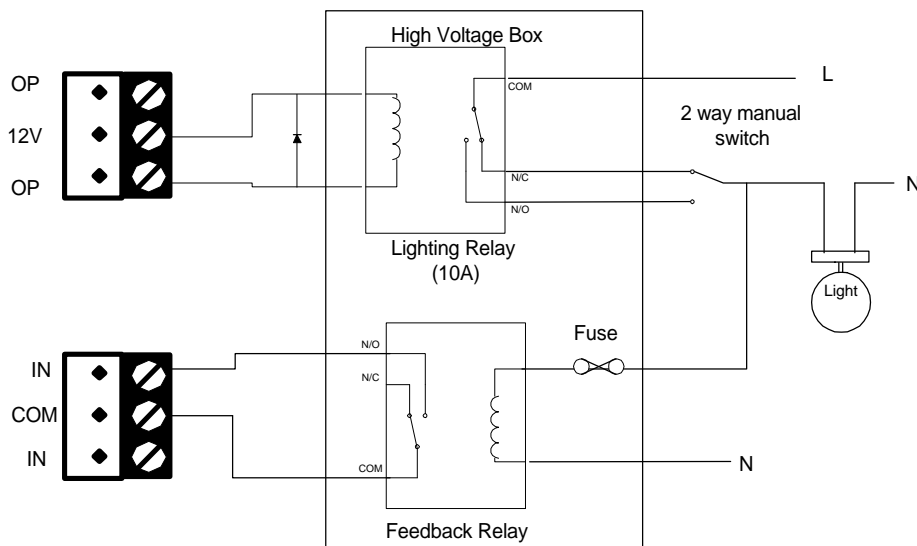 High Voltage Box
OP
12V
OP
COM
L
2 way manual
switch
N/C
N/O
N
Lighting Relay
(10A)
Light
Fuse
IN
COM
IN
N/O
N/C
COM
N
Feedback Relay